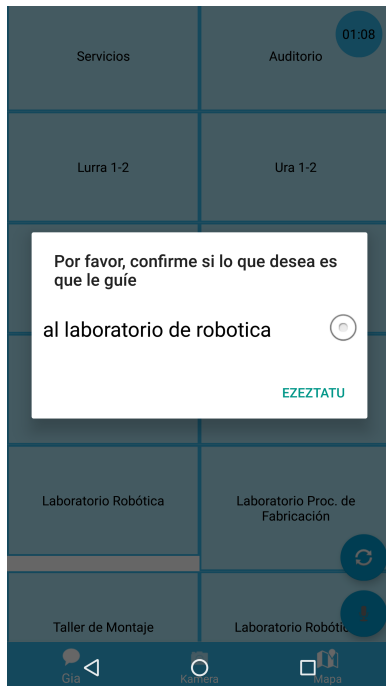 01:08
Servicios
Auditorio
Lurra 1-2
Ura 1-2
Por favor, confirme si lo que desea es
que le guíe
al laboratorio de robotica
EZEZTATU
Laboratorio Robótica
Laboratorio Proc. de
Fabricación
Taller de Montaje
Laboratorio
Gia
Kamera
Mapa